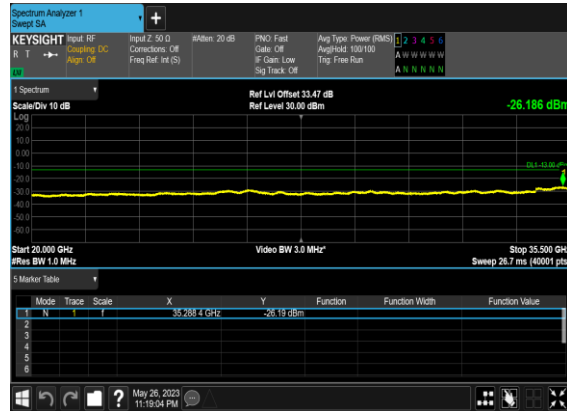 Spectrum Analyzer 1
Swept SA
+
KEYSIGHT
R T
Input: RF
Coupling: DC
Align: Off
Input Z: 50 Ω
Corrections: Off
Freq Ref: Int (S)
#Atten: 20 dB
PNO: Fast
Gate: Off
IF Gain: Low
Sig Track: Off
Avg Type: Power (RMS)
Avg|Hold: 100/100
Trig: Free Run
1 2 3 4 5 6
A W W W W W
A N N N N N
1 Spectrum
Scale/Div 10 dB
Ref Lvl Offset 33.47 dB
Ref Level 30.00 dBm
-26.186 dBm
Log
20.0
10.0
0.00
-10.0
-20.0
-30.0
-40.0
-50.0
-60.0
DL1 -13.00 dBm
1
Start 20.000 GHz
#Res BW 1.0 MHz
Video BW 3.0 MHz*
Stop 35.500 GHz
Sweep 26.7 ms (40001 pts)
5 Marker Table
Mode Trace Scale X Y Function Function Width Function Value
1 N 1 f 35.288 4 GHz -26.19 dBm
2
3
4
5
6
?
May 26, 2023
11:19:04 PM